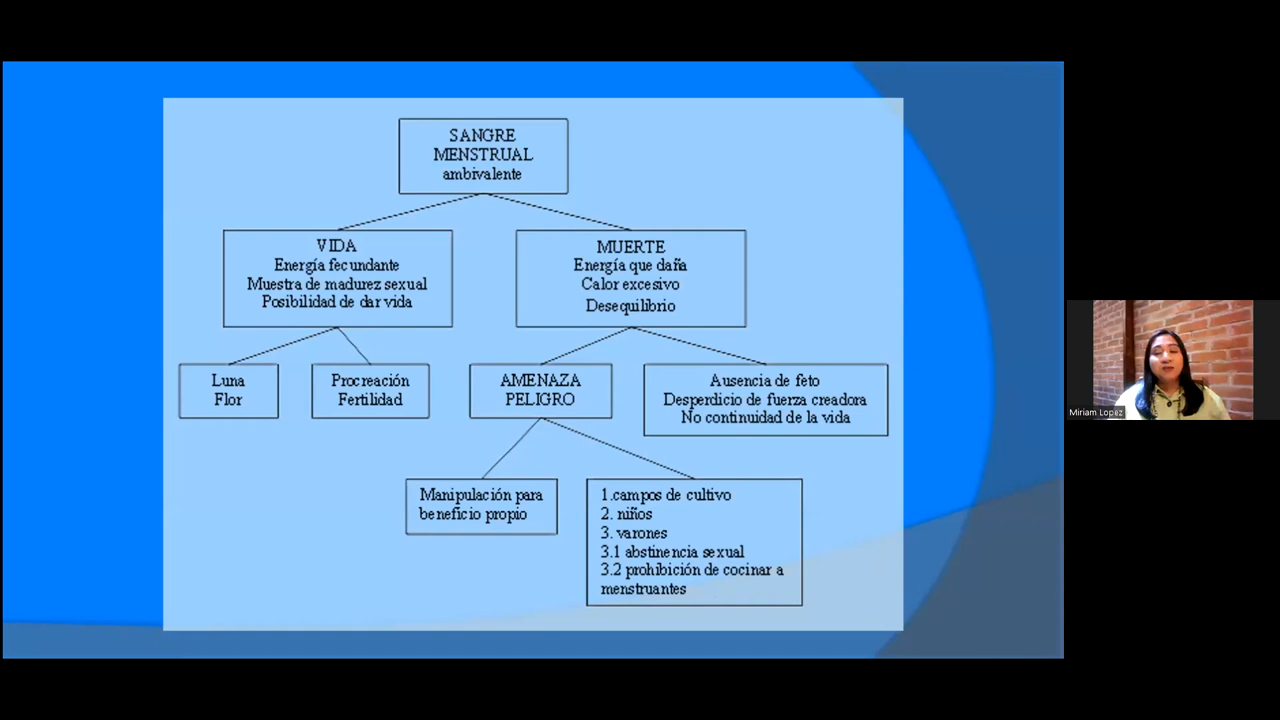 SANGRE
MENSTRUAL
ambivalente
VIDA
Energía fecundante
Muestra de madurez sexual
Posibilidad de dar vida
MUERTE
Energía que daña
Calor excesivo
Desequilibrio
Luna
Flor
Procreación
Fertilidad
AMENAZA
PELIGRO
Ausencia de feto
Desperdicio de fuerza creadora
No continuidad de la vida
Manipulación para
beneficio propio
1.campos de cultivo
2. niños
3. varones
3.1 abstinencia sexual
3.2 prohibición de cocinar a
menstruantes
Miriam Lopez